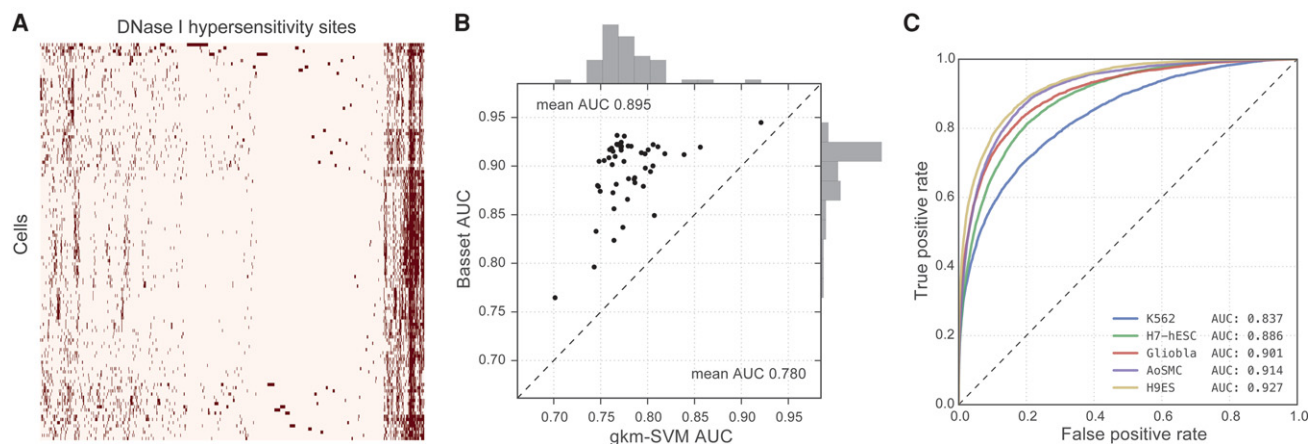 A
DNase I hypersensitivity sites
Cells
B
mean AUC 0.895
0.95
0.90
0.85
0.80
0.75
0.70
Basset AUC
mean AUC 0.780
0.70 0.75 0.80 0.85 0.90 0.95
gkm-SVM AUC
C
1.0
0.8
0.6
0.4
0.2
0.0
True positive rate
K562 AUC: 0.837
H7-hESC AUC: 0.886
Gliobla AUC: 0.901
AoSMC AUC: 0.914
H9ES AUC: 0.927
0.0 0.2 0.4 0.6 0.8 1.0
False positive rate